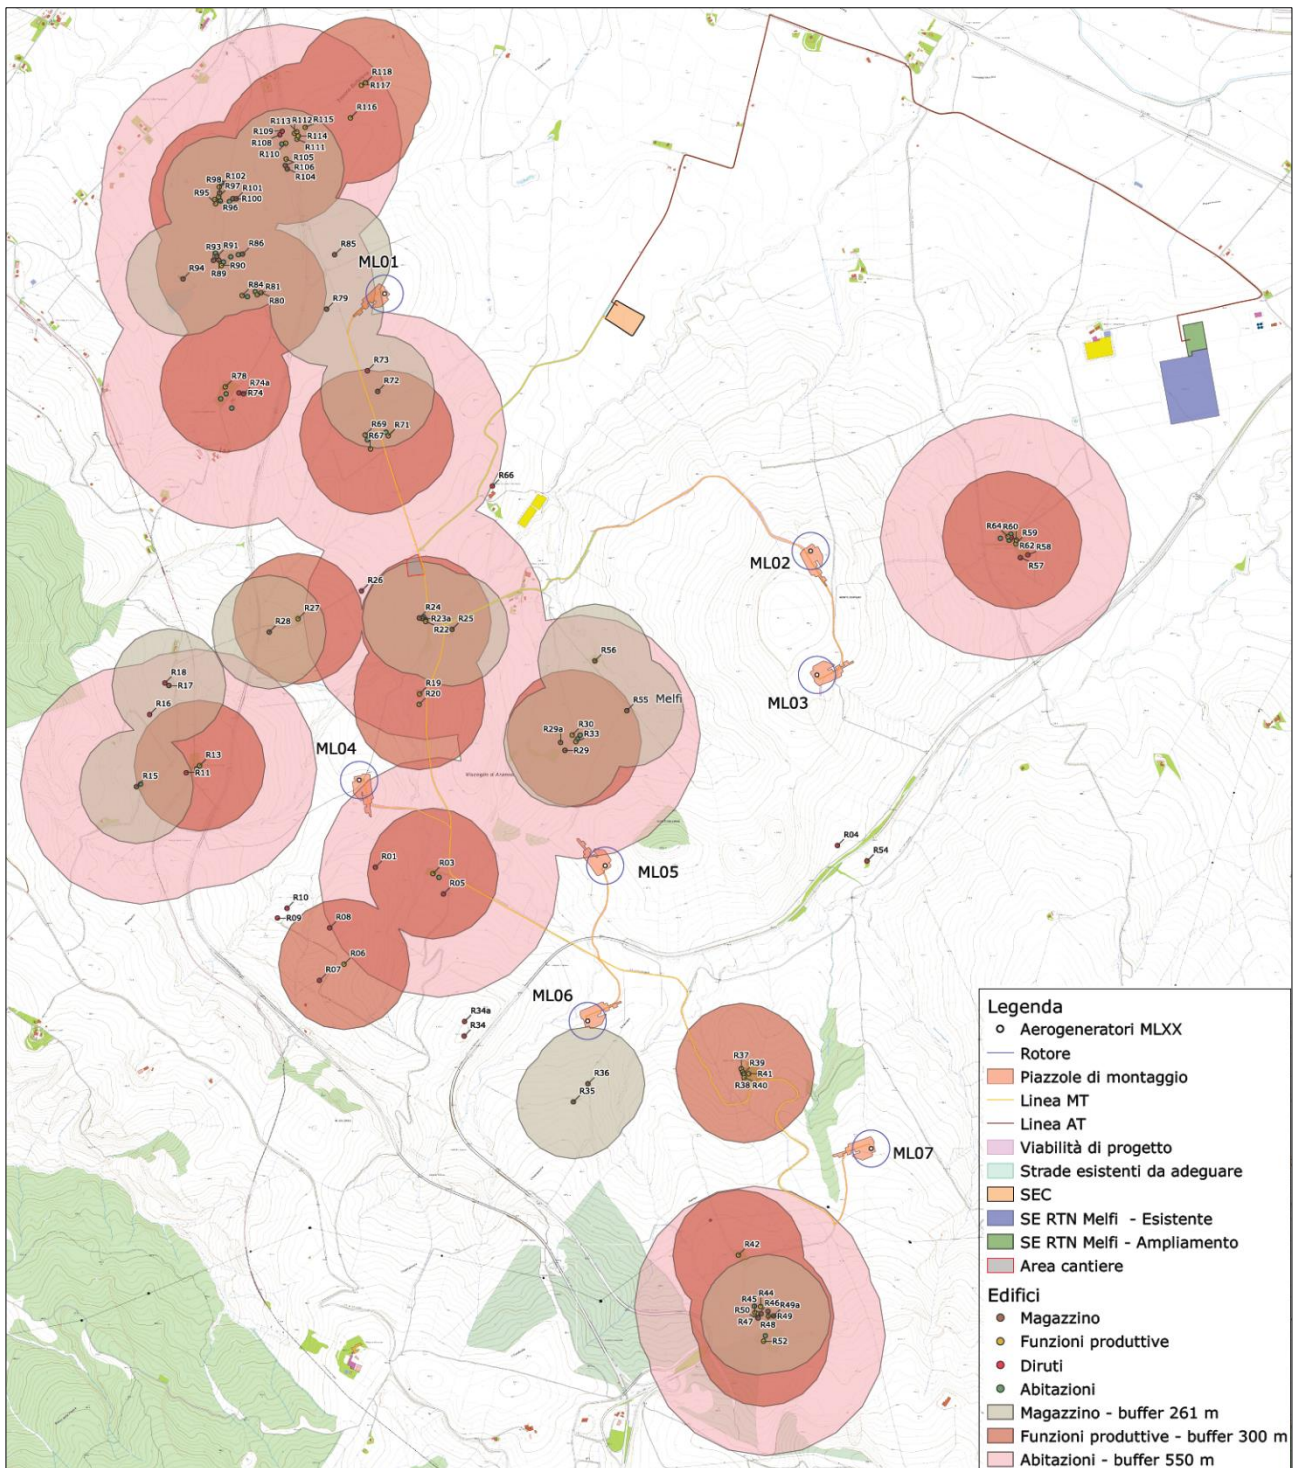 R118
R117
R116
R113
R112
R115
R109
R114
R108
R111
R110
R105
R106
R104
R102
R98
R97
R101
R95
R100
R96
R93
R91
R86
R85
R90
R89
R94
ML01
R84
R81
R80
R79
R73
R72
R78
R74a
R74
R69
R71
R67
R66
R64
R60
R59
R62
R58
R57
ML02
R26
R24
R27
R23a
R25
R28
R22
R56
ML03
R18
R17
R19
R20
R55
Melfi
R16
R30
R29a
R33
R29
ML04
R13
R11
R15
R04
R54
R01
R03
ML05
R05
R10
R09
R08
R06
R07
ML06
R34a
R34
R37
R39
R41
R38
R40
R36
R35
ML07
R42
R44
R45
R46
R49a
R50
R49
R47
R48
R52
Legenda
Aerogeneratori MLXX
Rotore
Piazzole di montaggio
Linea MT
Linea AT
Viabilità di progetto
Strade esistenti da adeguare
SEC
SE RTN Melfi - Esistente
SE RTN Melfi - Ampliamento
Area cantiere
Edifici
Magazzino
Funzioni produttive
Diruti
Abitazioni
Magazzino - buffer 261 m
Funzioni produttive - buffer 300 m
Abitazioni - buffer 550 m